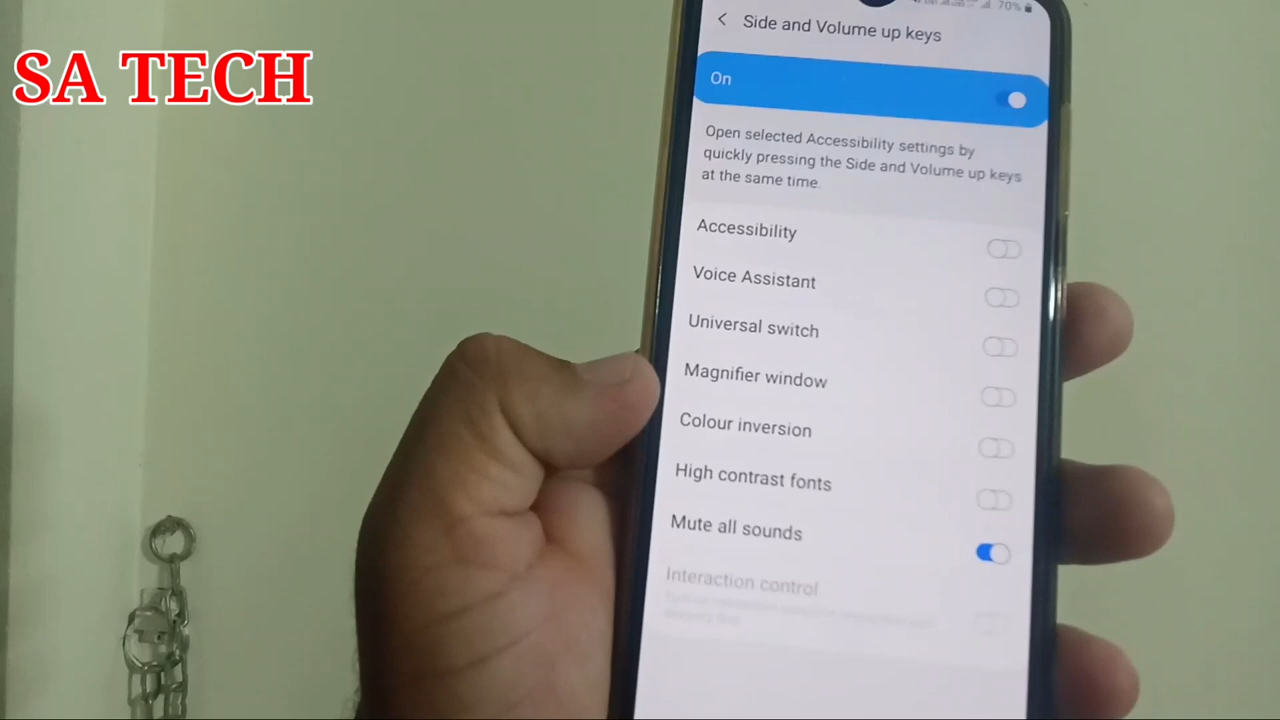 SA TECH
70%
Side and Volume up keys
On
Open selected Accessibility settings by
quickly pressing the Side and Volume up keys
at the same time.
Accessibility
Voice Assistant
Universal switch
Magnifier window
Colour inversion
High contrast fonts
Mute all sounds
Interaction control